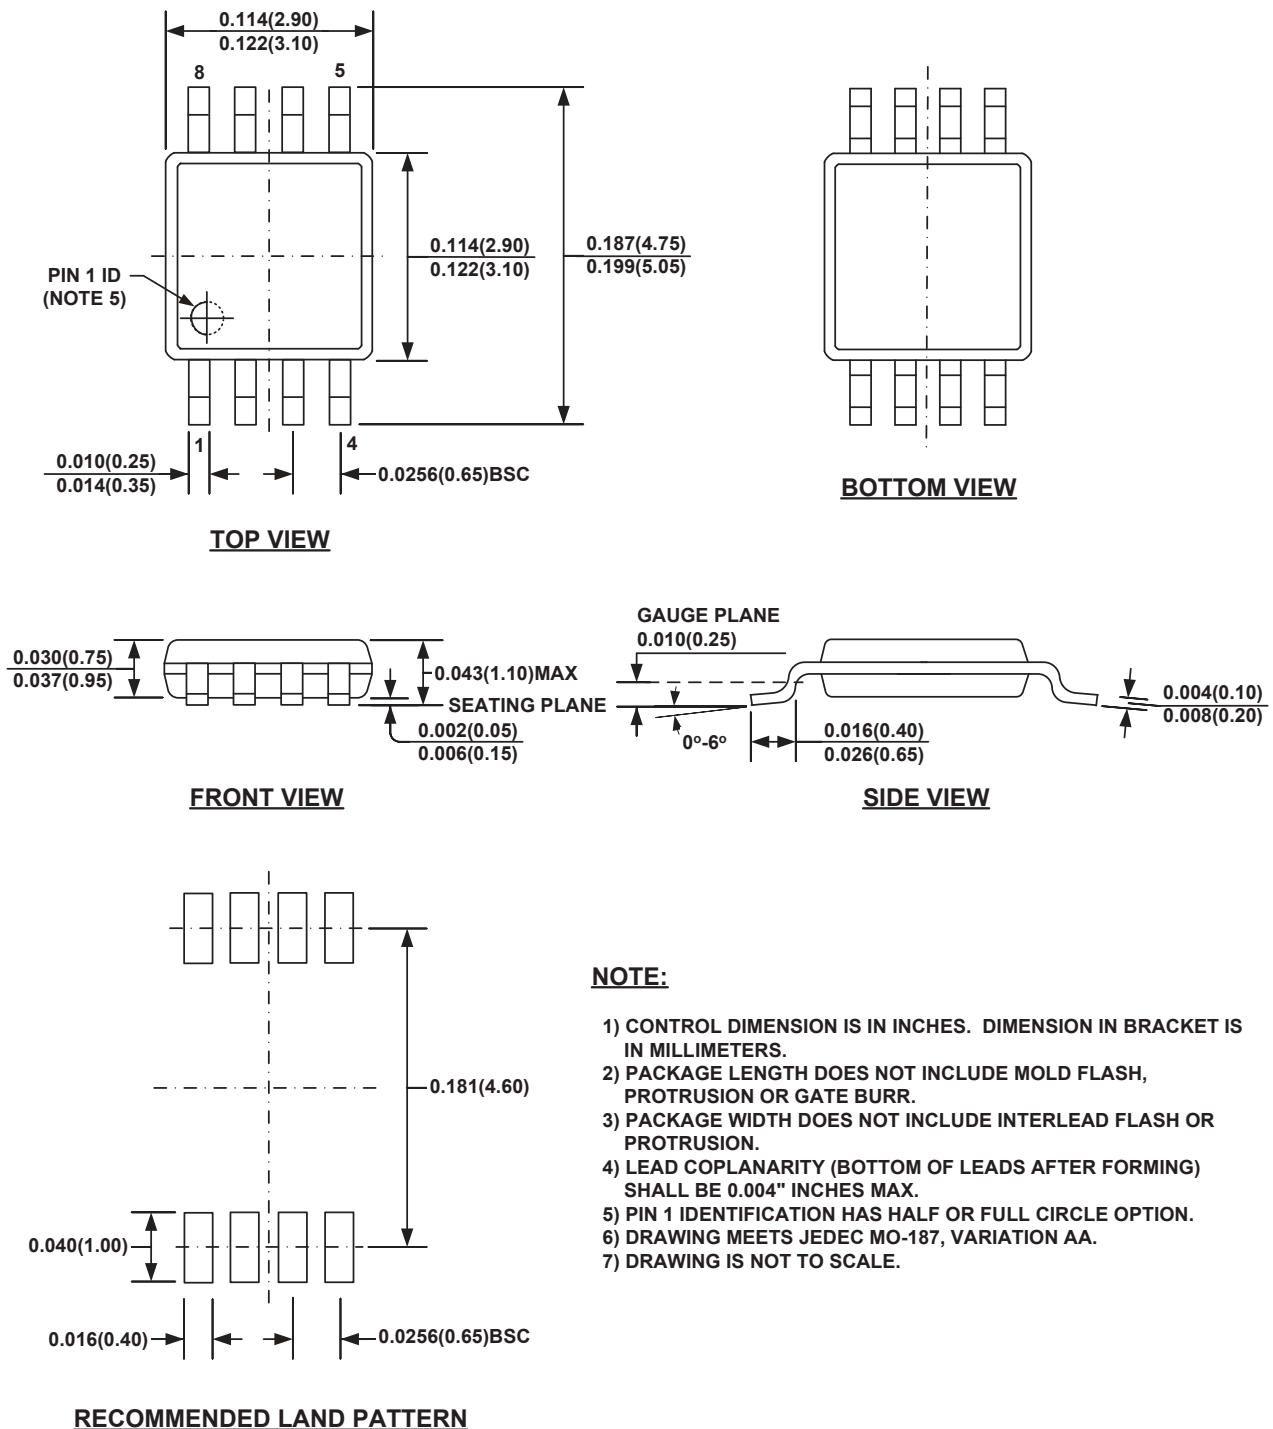 0.114(2.90)
0.122(3.10)
8
5
0.114(2.90)
0.122(3.10)
0.187(4.75)
0.199(5.05)
PIN 1 ID
(NOTE 5)
1
4
0.010(0.25)
0.014(0.35)
0.0256(0.65)BSC
TOP VIEW
BOTTOM VIEW
0.030(0.75)
0.037(0.95)
0.043(1.10)MAX
SEATING PLANE
0.002(0.05)
0.006(0.15)
FRONT VIEW
GAUGE PLANE
0.010(0.25)
0º-6º
0.016(0.40)
0.026(0.65)
0.004(0.10)
0.008(0.20)
SIDE VIEW
0.181(4.60)
0.040(1.00)
0.016(0.40)
0.0256(0.65)BSC
RECOMMENDED LAND PATTERN
NOTE:
1) CONTROL DIMENSION IS IN INCHES. DIMENSION IN BRACKET IS
IN MILLIMETERS.
2) PACKAGE LENGTH DOES NOT INCLUDE MOLD FLASH,
PROTRUSION OR GATE BURR.
3) PACKAGE WIDTH DOES NOT INCLUDE INTERLEAD FLASH OR
PROTRUSION.
4) LEAD COPLANARITY (BOTTOM OF LEADS AFTER FORMING)
SHALL BE 0.004" INCHES MAX.
5) PIN 1 IDENTIFICATION HAS HALF OR FULL CIRCLE OPTION.
6) DRAWING MEETS JEDEC MO-187, VARIATION AA.
7) DRAWING IS NOT TO SCALE.